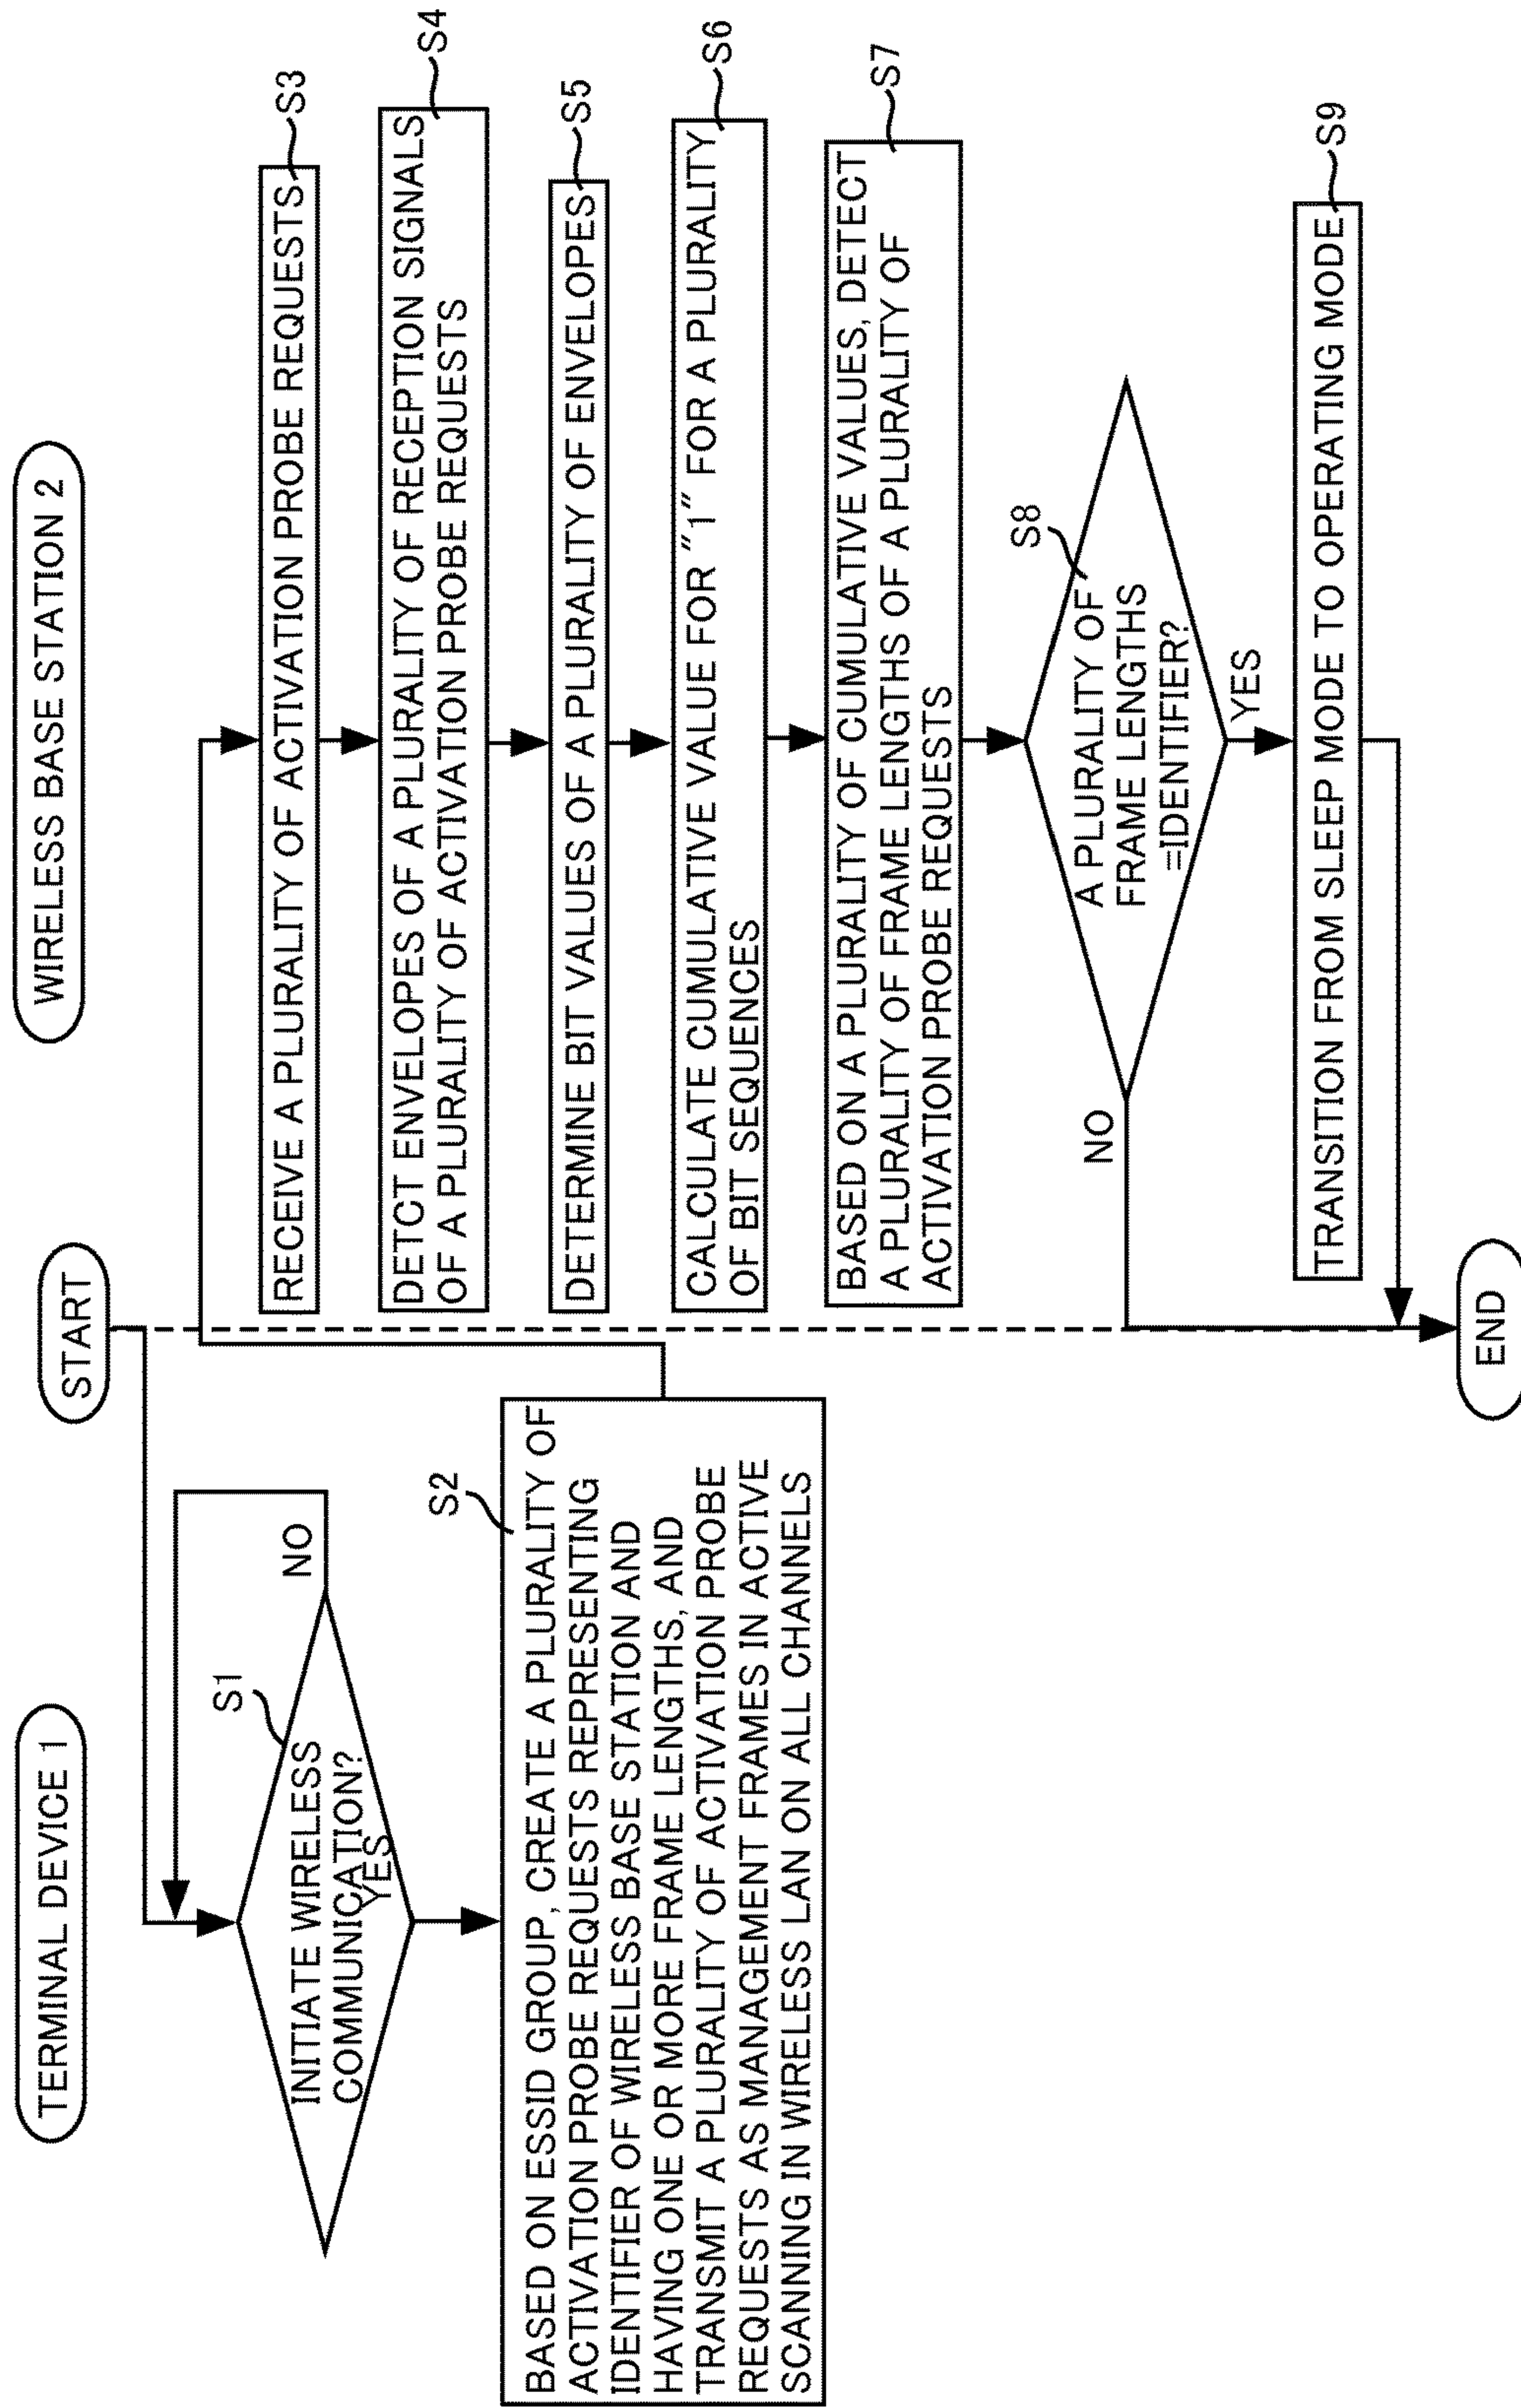 TERMINAL DEVICE 1
START
WIRELESS BASE STATION 2
S1
INITIATE WIRELESS
COMMUNICATION?
NO
YES
S2
BASED ON ESSID GROUP, CREATE A PLURALITY OF
ACTIVATION PROBE REQUESTS REPRESENTING
IDENTIFIER OF WIRELESS BASE STATION AND
HAVING ONE OR MORE FRAME LENGTHS, AND
TRANSMIT A PLURALITY OF ACTIVATION PROBE
REQUESTS AS MANAGEMENT FRAMES IN ACTIVE
SCANNING IN WIRELESS LAN ON ALL CHANNELS
S3
RECEIVE A PLURALITY OF ACTIVATION PROBE REQUESTS
S4
DETCT ENVELOPES OF A PLURALITY OF RECEPTION SIGNALS
OF A PLURALITY OF ACTIVATION PROBE REQUESTS
S5
DETERMINE BIT VALUES OF A PLURALITY OF ENVELOPES
S6
CALCULATE CUMULATIVE VALUE FOR "1" FOR A PLURALITY
OF BIT SEQUENCES
S7
BASED ON A PLURALITY OF CUMULATIVE VALUES, DETECT
A PLURALITY OF FRAME LENGTHS OF A PLURALITY OF
ACTIVATION PROBE REQUESTS
S8
A PLURALITY OF
FRAME LENGTHS
=IDENTIFIER?
NO
YES
S9
TRANSITION FROM SLEEP MODE TO OPERATING MODE
END